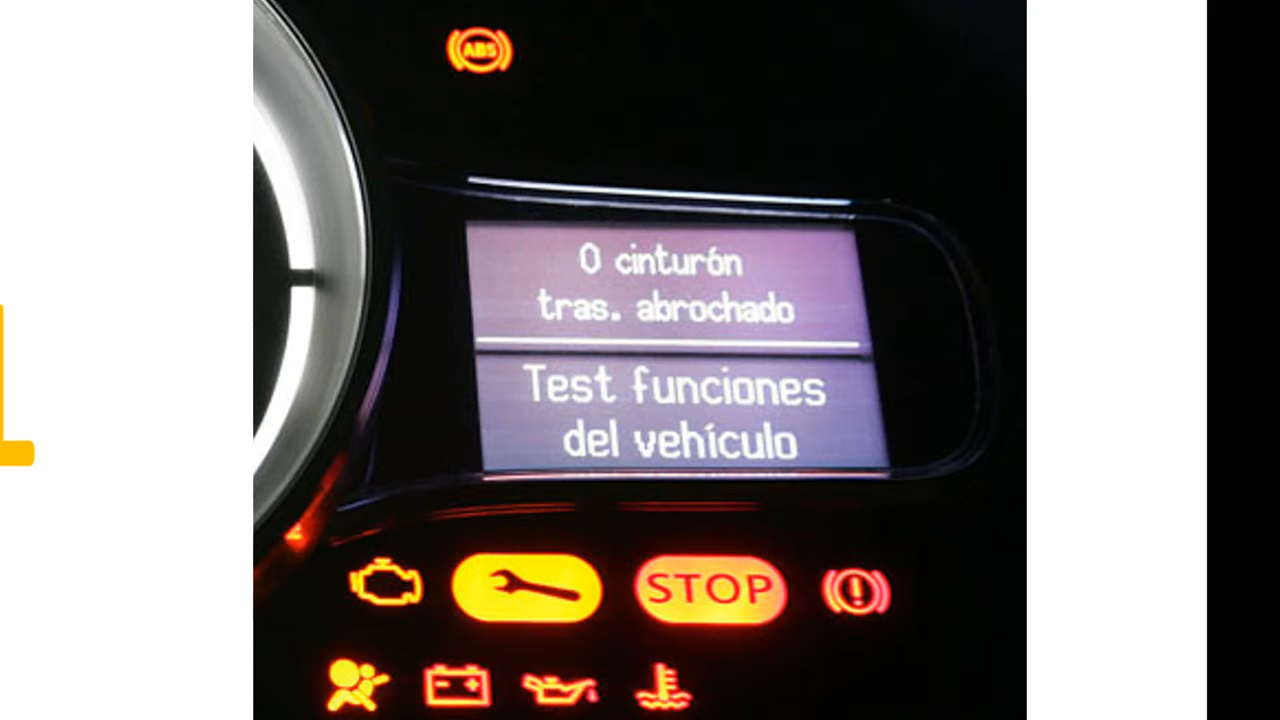 ABS
0 cinturón
tras. abrochado
Test funciones
del vehículo
STOP